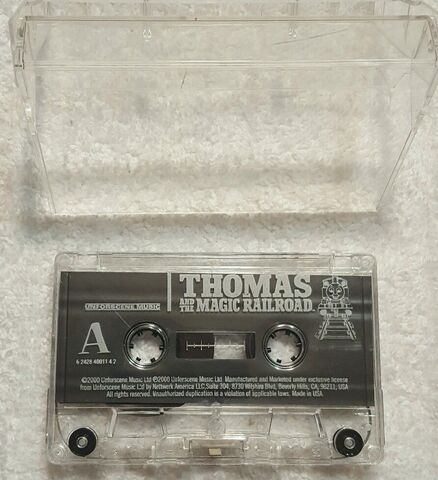 UNFORSCENE MUSIC
THOMAS
AND THE MAGIC RAILROAD
A
6 2428 40011 4 2
©2000 Unforscene Music Ltd ℗2000 Unforscene Music Ltd Manufactured and Marketed under exclusive license
from Unforscene Music Ltd by Nettwerk America LLC, Suite 304, 8730 Wilshire Blvd, Beverly Hills, CA, 90211, USA
All rights reserved. Unauthorized duplication is a violation of applicable laws. Made in USA